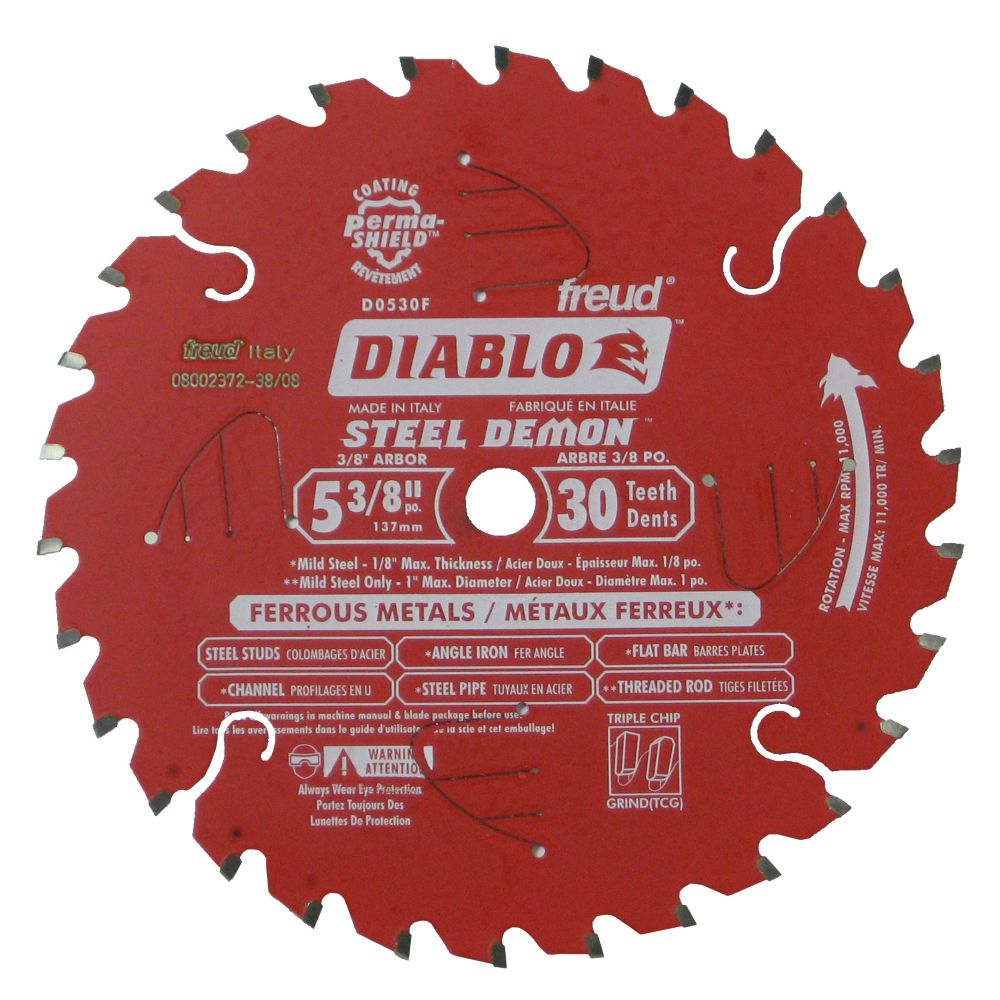 COATING
Perma-
SHIELD™
REVÊTEMENT
D0530F
freud®
DIABLO™
freud Italy
08002372-38/08
MADE IN ITALY FABRIQUÉ EN ITALIE
STEEL DEMON™
3/8" ARBOR ARBRE 3/8 PO.
5 3/8" po.
137mm
30 Teeth
Dents
ROTATION - MAX RPM 11,000
VITESSE MAX: 11,000 TR/ MIN.
*Mild Steel - 1/8" Max. Thickness / Acier Doux - Épaisseur Max. 1/8 po.
**Mild Steel Only - 1" Max. Diameter / Acier Doux - Diamètre Max. 1 po.
FERROUS METALS / MÉTAUX FERREUX*:
STEEL STUDS COLOMBAGES D'ACIER *ANGLE IRON FER ANGLE *FLAT BAR BARRES PLATES
*CHANNEL PROFILAGES EN U *STEEL PIPE TUYAUX EN ACIER **THREADED ROD TIGES FILETÉES
warnings in machine manual & blade package before use.
Lire les avertissements dans le guide d'utilisateur de la scie et cet emballage!
WARNING
ATTENTION
Always Wear Eye Protection
Portez Toujours Des
Lunettes De Protection
TRIPLE CHIP
GRIND(TCG)